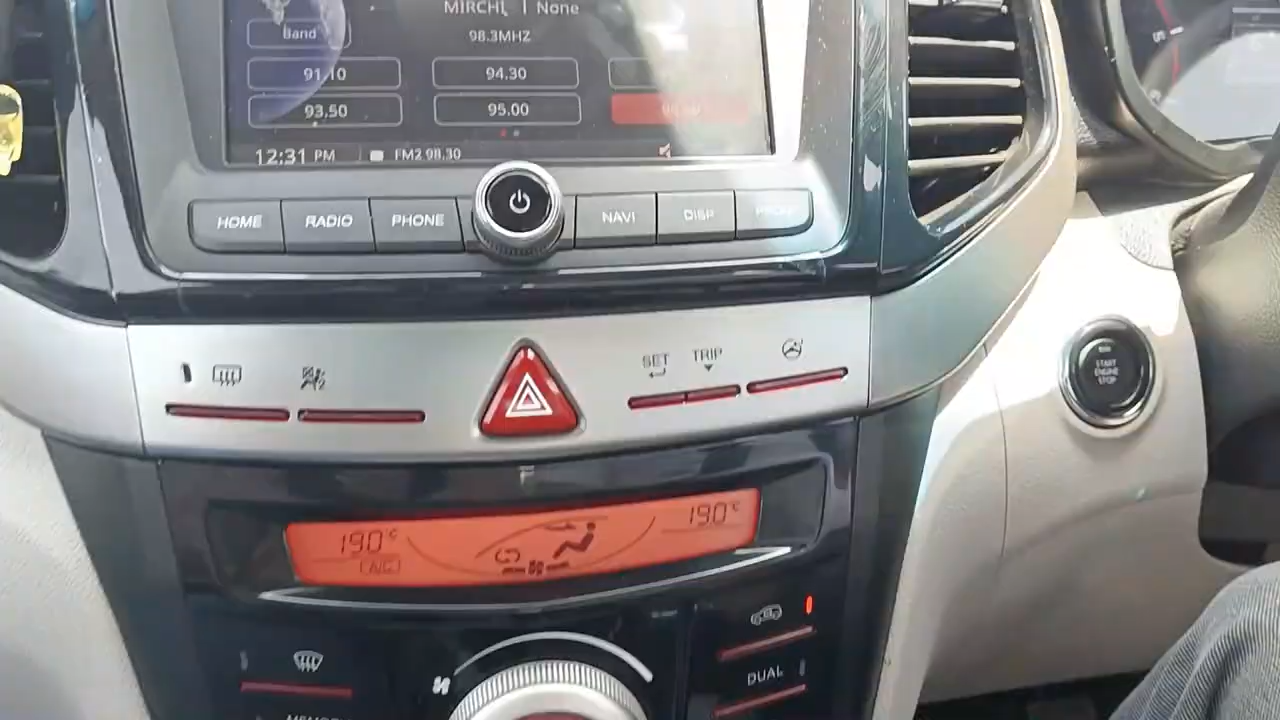 MIRCHI | None
Band
98.3MHZ
91.10
94.30
93.50
95.00
12:31 PM
FM2 98.30
HOME
RADIO
PHONE
NAVI
DISP
SET
TRIP
START
ENGINE
STOP
F
19.0°C
A/C
19.0°C
DUAL